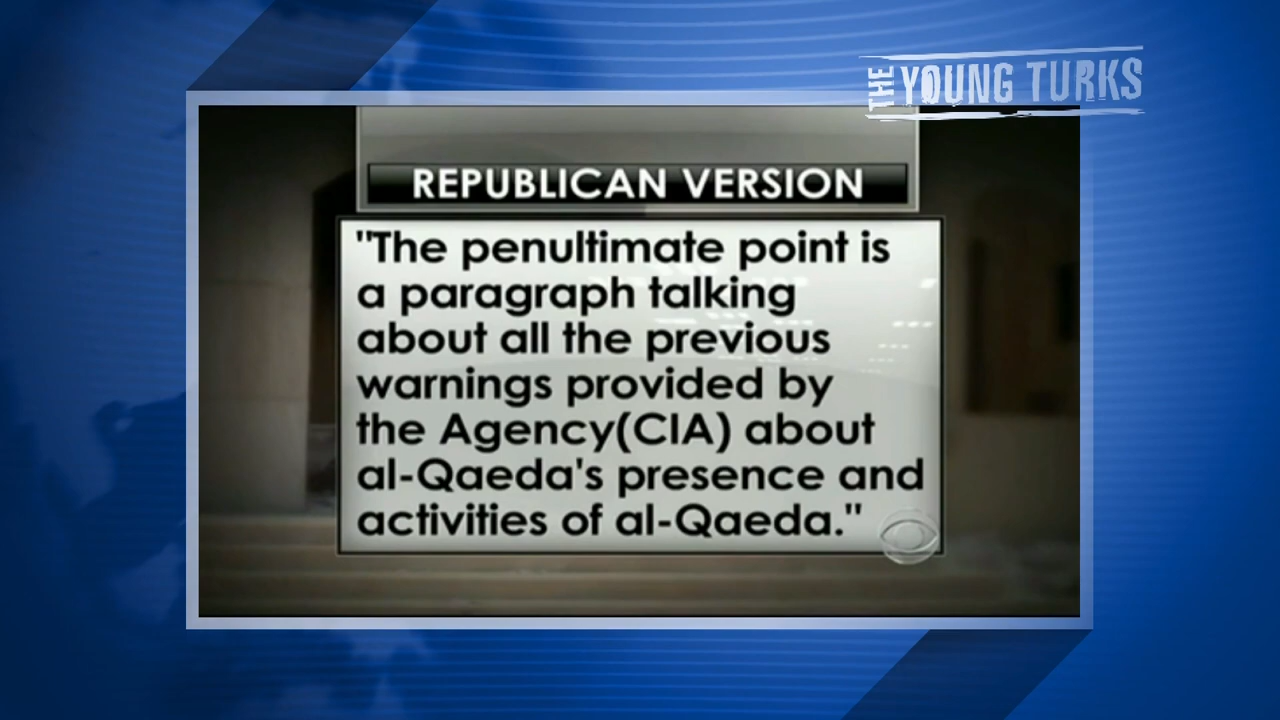 THE YOUNG TURKS
REPUBLICAN VERSION
"The penultimate point is
a paragraph talking
about all the previous
warnings provided by
the Agency(CIA) about
al-Qaeda's presence and
activities of al-Qaeda."